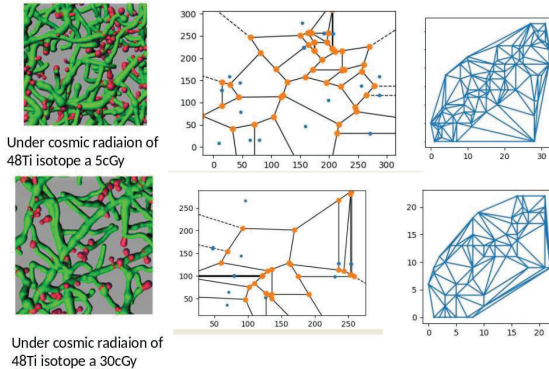 300
250
200
150
100
50
0
0 50 100 150 200 250 300
0 10 20 30
Under cosmic radiaion of
48Ti isotope a 5cGy
250
200
150
100
50
50 100 150 200 250
20
15
10
5
0
0 5 10 15 20
Under cosmic radiaion of
48Ti isotope a 30cGy